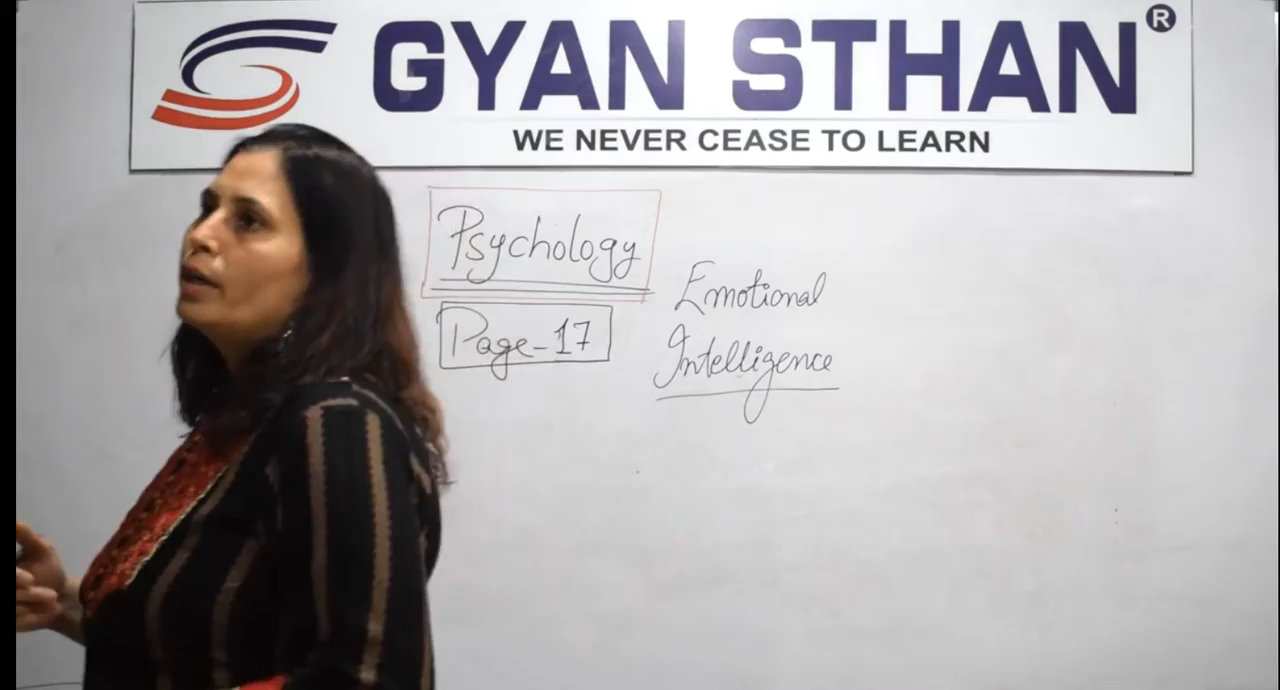 GYAN STHAN®
WE NEVER CEASE TO LEARN
Psychology
Page-17
Emotional
Intelligence